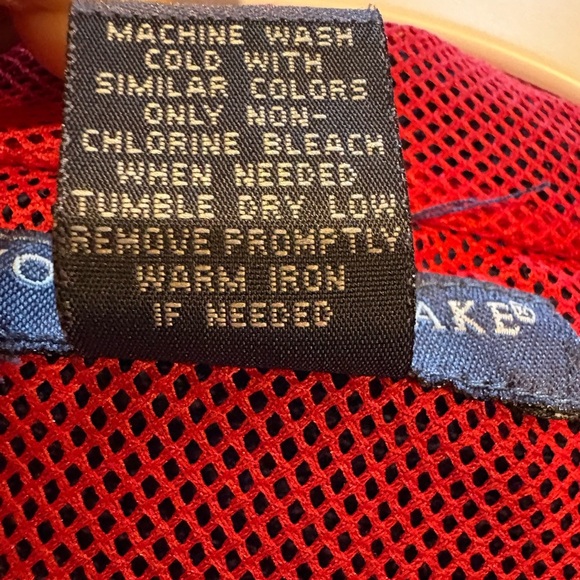 MACHINE WASH
COLD WITH
SIMILAR COLORS
ONLY NON-
CHLORINE BLEACH
WHEN NEEDED
TUMBLE DRY LOW
REMOVE PROMPTLY
WARM IRON
IF NEEDED